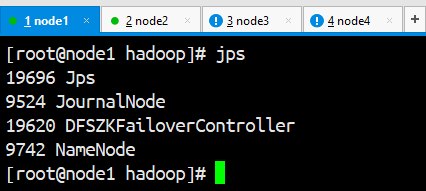 1 node1 2 node2 3 node3 4 node4
[root@node1 hadoop]# jps
19696 Jps
9524 JournalNode
19620 DFSZKFailoverController
9742 NameNode
[root@node1 hadoop]#